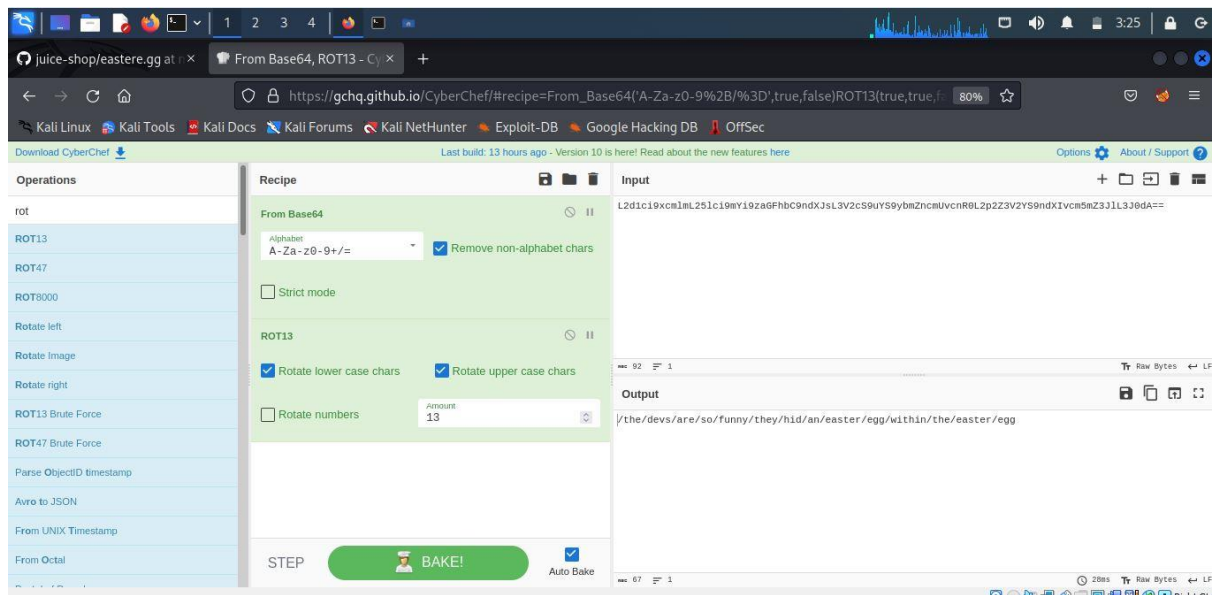 1 2 3 4 3:25
juice-shop/eastere.gg at From Base64, ROT13 - Cy
https://gchq.github.io/CyberChef/#recipe=From_Base64('A-Za-z0-9%2B/%3D',true,false)ROT13(true,true,f 80%
Kali Linux Kali Tools Kali Docs Kali Forums Kali NetHunter Exploit-DB Google Hacking DB OffSec
Download CyberChef Last build: 13 hours ago - Version 10 is here! Read about the new features here Options About / Support
Operations Recipe Input
rot
ROT13
ROT47
ROT8000
Rotate left
Rotate Image
Rotate right
ROT13 Brute Force
ROT47 Brute Force
Parse ObjectID timestamp
Avro to JSON
From UNIX Timestamp
From Octal
From Base64
Alphabet
A-Za-z0-9+/=
Remove non-alphabet chars
Strict mode
ROT13
Rotate lower case chars Rotate upper case chars
Rotate numbers
Amount
13
STEP BAKE! Auto Bake
L2d1ci9xcmlmL25lci9mYi9zaGFhbC9ndXJsL3V2cS9uYS9ybmZncmUvcnR0L2p2Z3V2YS9ndXIvcm5mZ3JlL3J0dA==
92 1 Tr Raw Bytes LF
Output
/the/devs/are/so/funny/they/hid/an/easter/egg/within/the/easter/egg
67 1 28ms Tr Raw Bytes LF